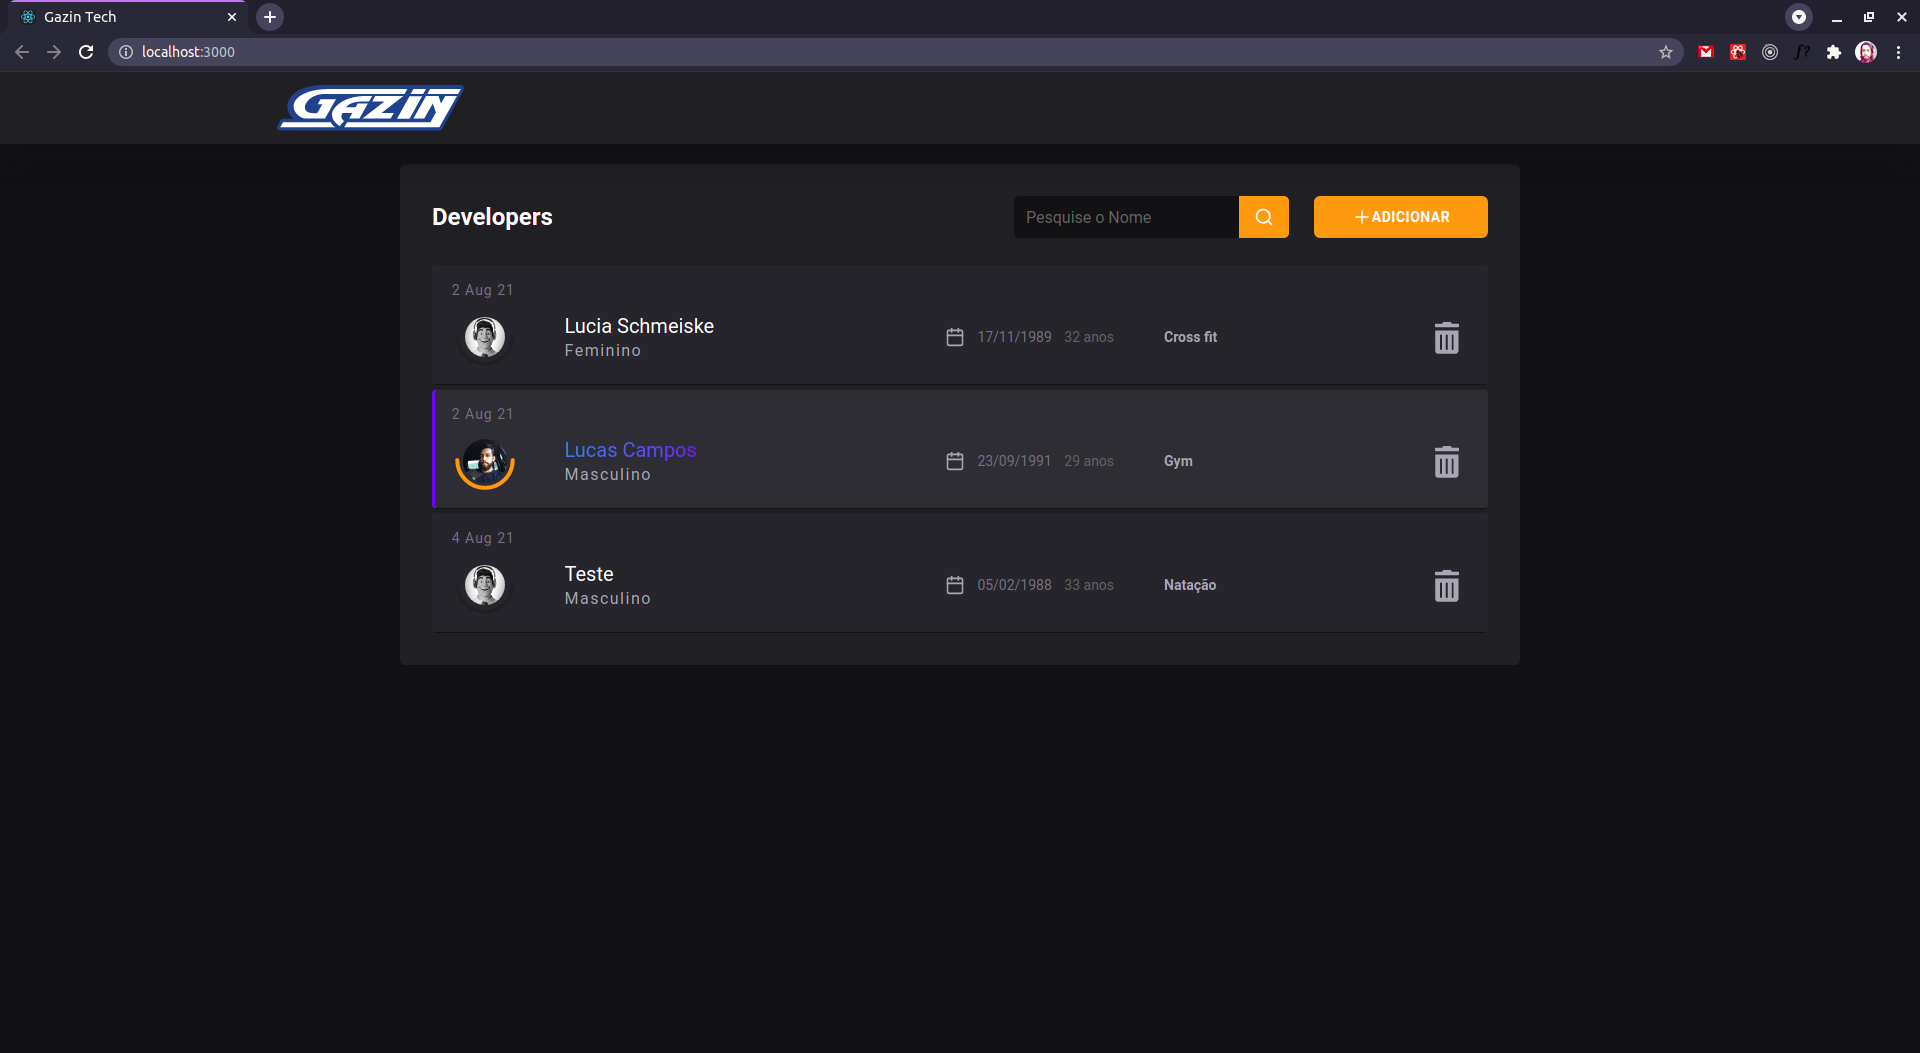 Gazin Tech
localhost:3000
f?
GAZIN
Developers
Pesquise o Nome
ADICIONAR
2 Aug 21
Lucia Schmeiske
Feminino
17/11/1989 32 anos
Cross fit
2 Aug 21
Lucas Campos
Masculino
23/09/1991 29 anos
Gym
4 Aug 21
Teste
Masculino
05/02/1988 33 anos
Natação